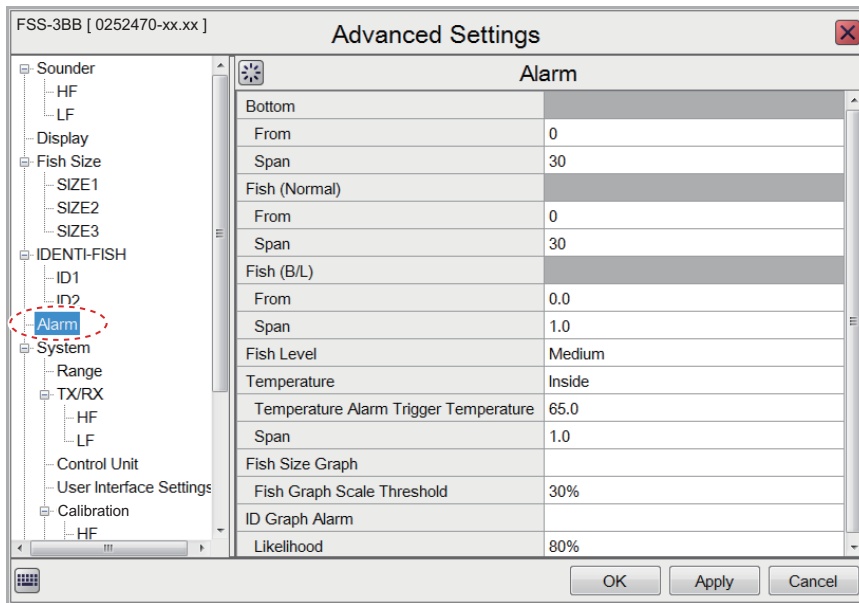 FSS-3BB [ 0252470-xx.xx ]
Advanced Settings
Sounder
HF
LF
Display
Fish Size
SIZE1
SIZE2
SIZE3
IDENTI-FISH
ID1
ID2
Alarm
System
Range
TX/RX
HF
LF
Control Unit
User Interface Settings
Calibration
HF
Alarm
Bottom
From 0
Span 30
Fish (Normal)
From 0
Span 30
Fish (B/L)
From 0.0
Span 1.0
Fish Level Medium
Temperature Inside
Temperature Alarm Trigger Temperature 65.0
Span 1.0
Fish Size Graph
Fish Graph Scale Threshold 30%
ID Graph Alarm
Likelihood 80%
OK Apply Cancel